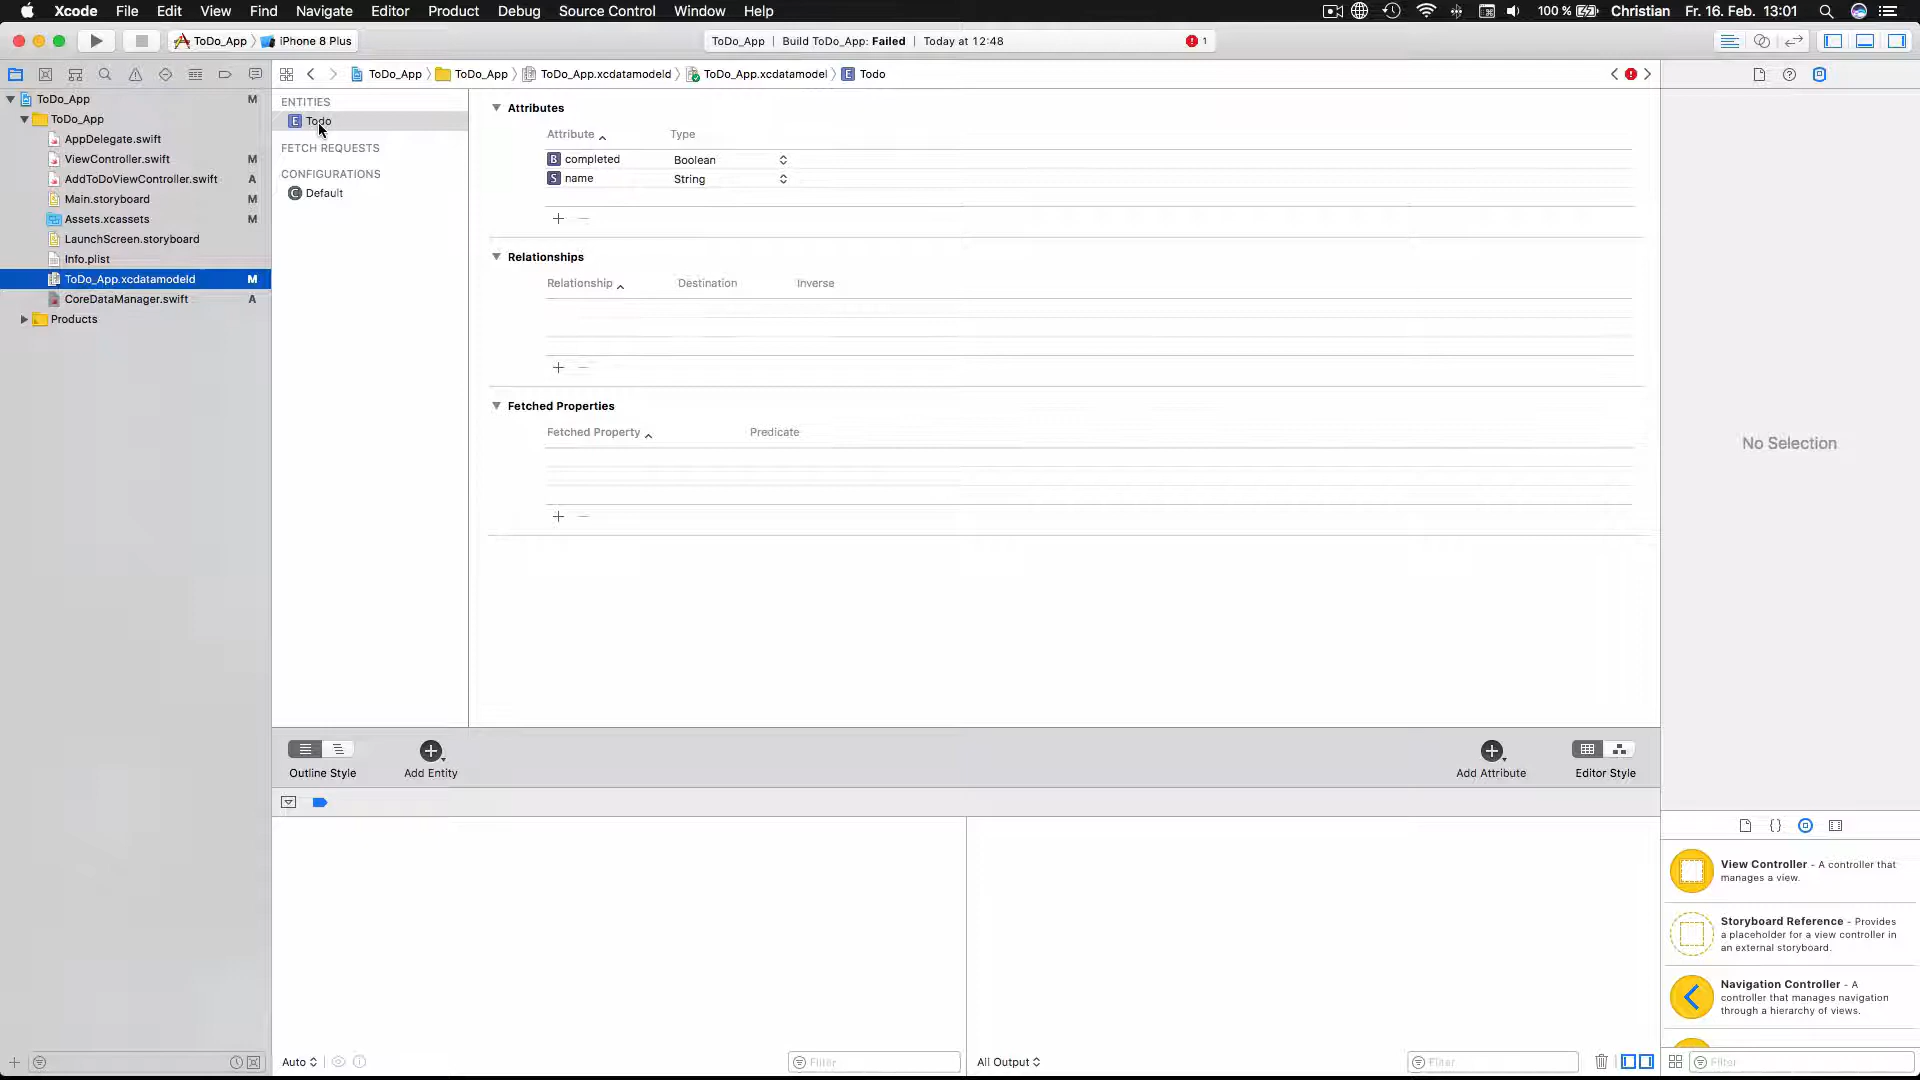 Xcode File Edit View Find Navigate Editor Product Debug Source Control Window Help 100 % Christian Fr. 16. Feb. 13:01
ToDo_App iPhone 8 Plus ToDo_App Build ToDo_App: Failed Today at 12:48 1
ToDo_App ToDo_App ToDo_App.xcdatamodeld ToDo_App.xcdatamodel E Todo
ToDo_App M
ToDo_App
AppDelegate.swift
ViewController.swift M
AddToDoViewController.swift A
Main.storyboard M
Assets.xcassets M
LaunchScreen.storyboard
Info.plist
ToDo_App.xcdatamodeld M
CoreDataManager.swift A
Products
ENTITIES
E Todo
FETCH REQUESTS
CONFIGURATIONS
C Default
Attributes
Attribute Type
B completed Boolean
S name String
Relationships
Relationship Destination Inverse
Fetched Properties
Fetched Property Predicate
No Selection
Outline Style Add Entity Add Attribute Editor Style
View Controller - A controller that
manages a view.
Storyboard Reference - Provides
a placeholder for a view controller in
an external storyboard.
Navigation Controller - A
controller that manages navigation
through a hierarchy of views.
Auto Filter All Output Filter Filter